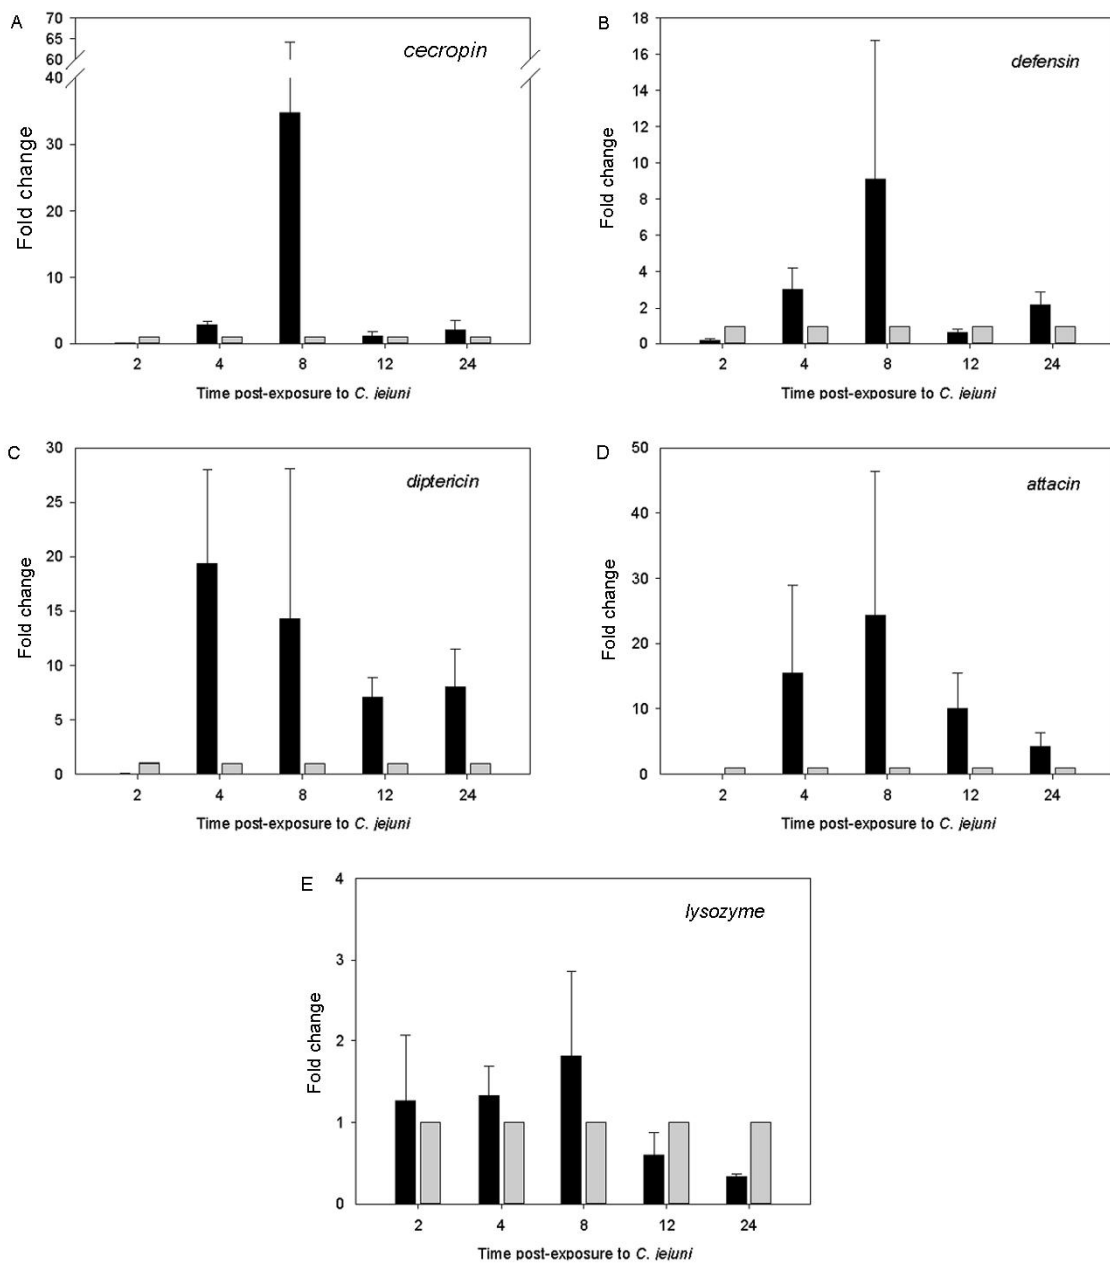 A
cecropin
Fold change
70
65
60
40
30
20
10
0
2 4 8 12 24
Time post-exposure to C. jejuni
B
defensin
Fold change
18
16
14
12
10
8
6
4
2
0
2 4 8 12 24
Time post-exposure to C. jejuni
C
diptericin
Fold change
30
25
20
15
10
5
0
2 4 8 12 24
Time post-exposure to C. jejuni
D
attacin
Fold change
50
40
30
20
10
0
2 4 8 12 24
Time post-exposure to C. jejuni
E
lysozyme
Fold change
4
3
2
1
0
2 4 8 12 24
Time post-exposure to C. jejuni